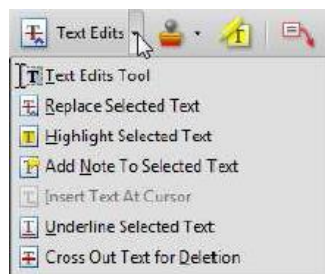 Text Edits
Text Edits Tool
Replace Selected Text
Highlight Selected Text
Add Note To Selected Text
Insert Text At Cursor
Underline Selected Text
Cross Out Text for Deletion